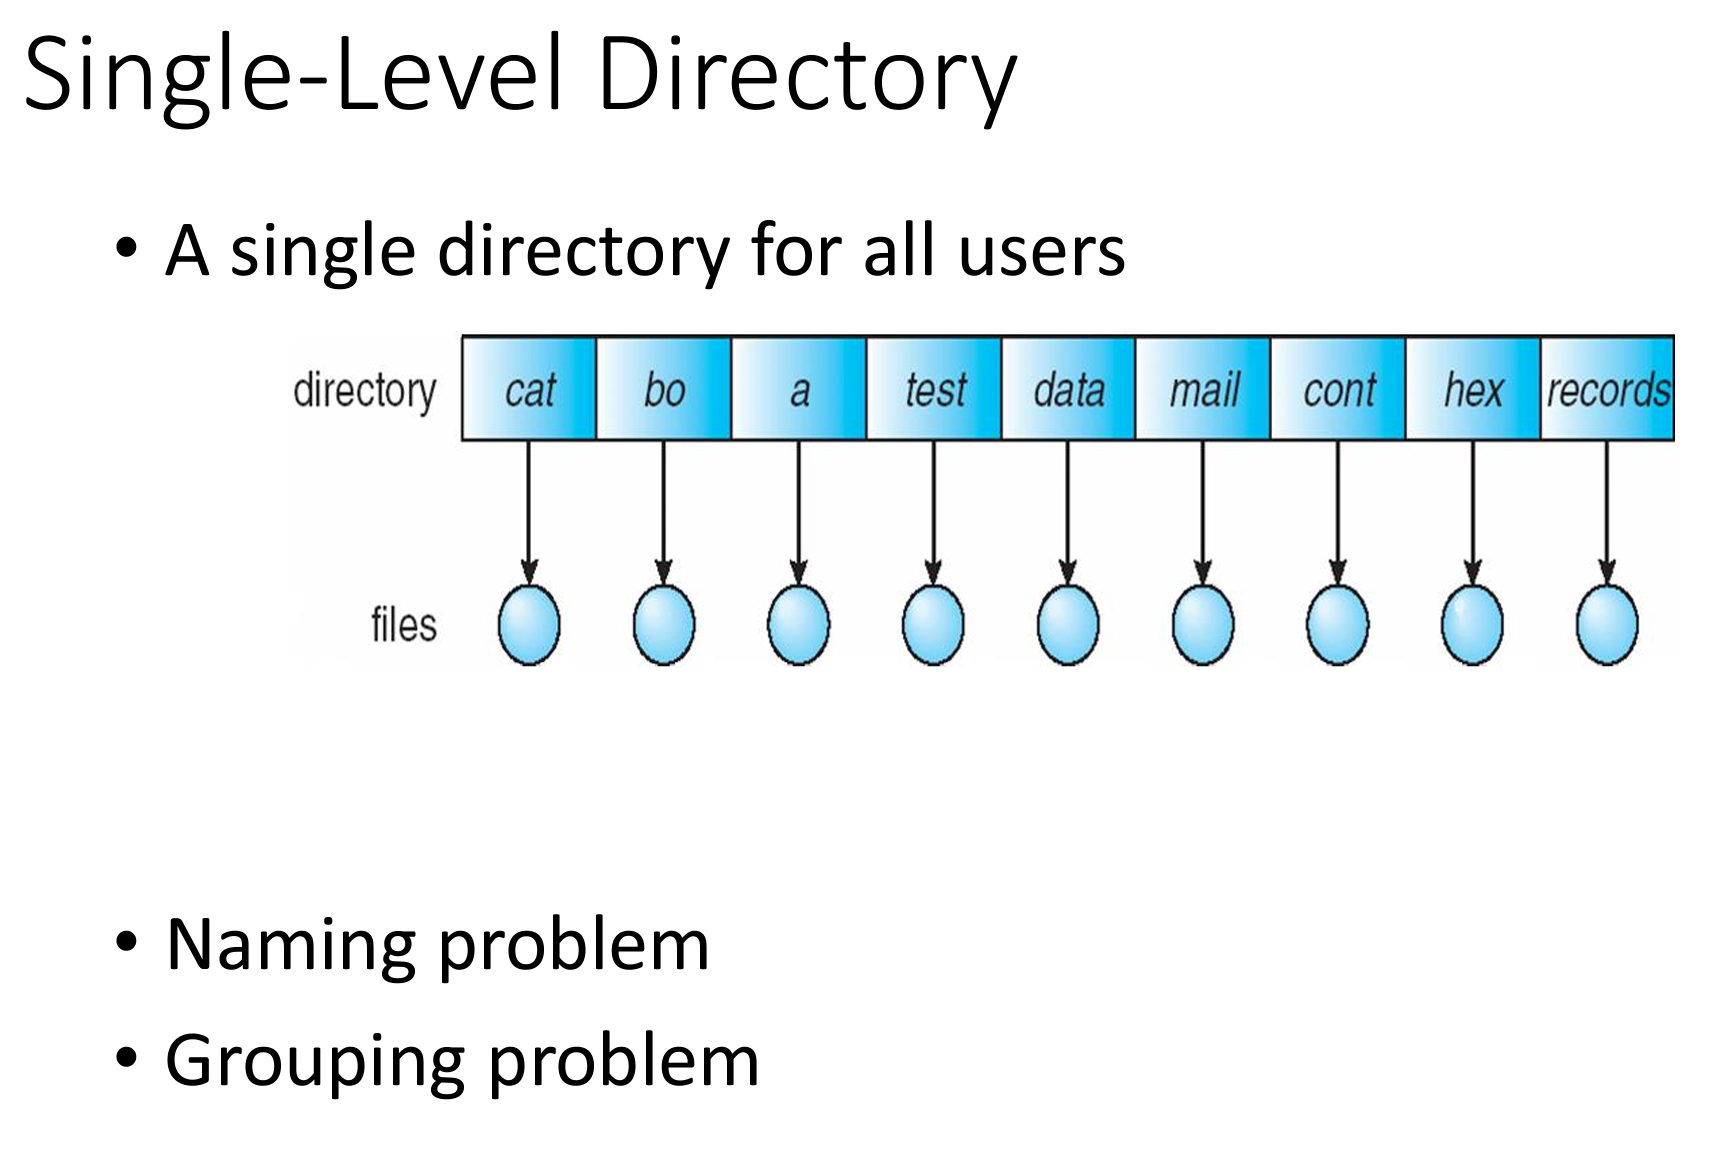 Single-Level Directory
• A single directory for all users
directory cat bo a test data mail cont hex records
files
• Naming problem
• Grouping problem